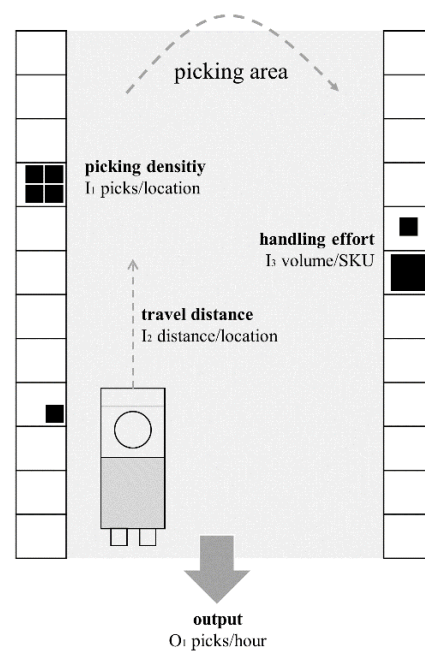 picking area
picking densitiy
I₁ picks/location
handling effort
I₃ volume/SKU
travel distance
I₂ distance/location
output
O₁ picks/hour